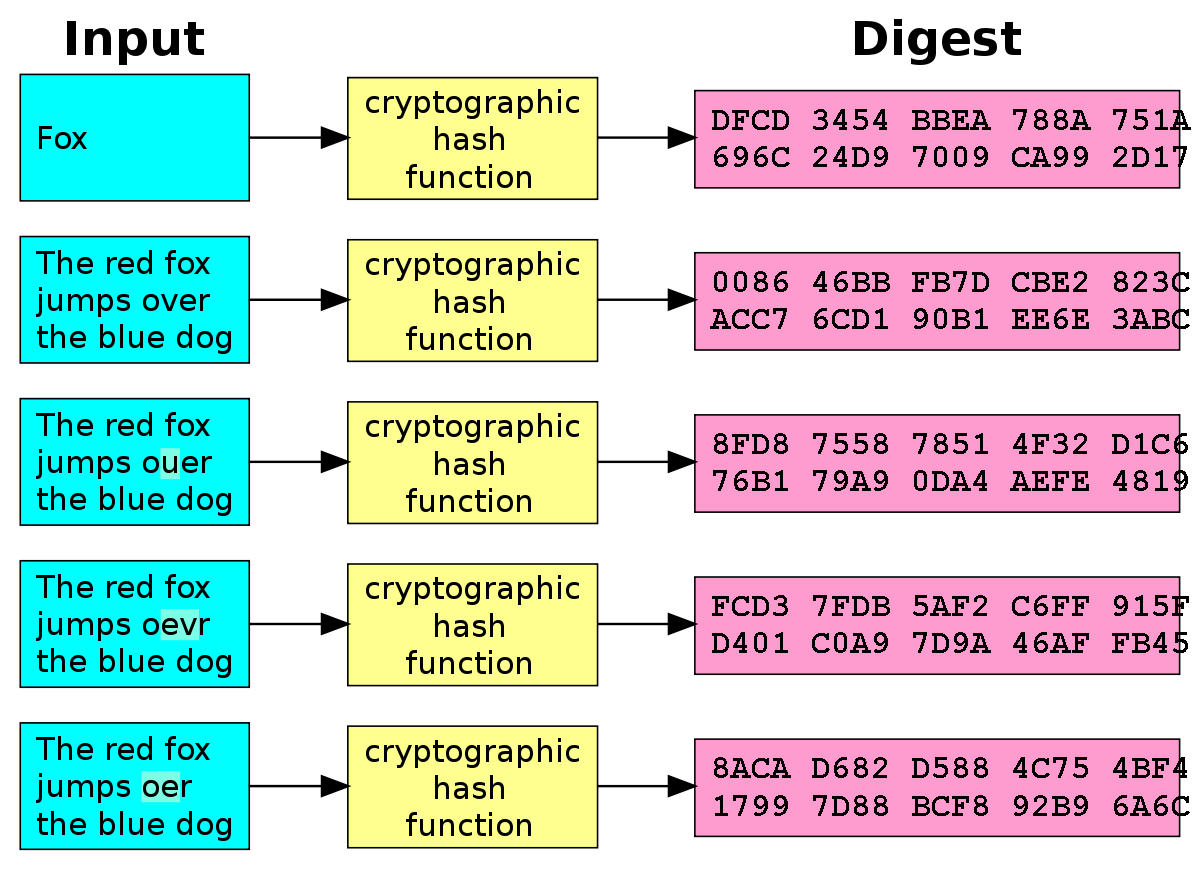 Input
Digest
Fox
cryptographic
hash
function
DFCD 3454 BBEA 788A 751A
696C 24D9 7009 CA99 2D17
The red fox
jumps over
the blue dog
cryptographic
hash
function
0086 46BB FB7D CBE2 823C
ACC7 6CD1 90B1 EE6E 3ABC
The red fox
jumps ouer
the blue dog
cryptographic
hash
function
8FD8 7558 7851 4F32 D1C6
76B1 79A9 0DA4 AEFE 4819
The red fox
jumps oevr
the blue dog
cryptographic
hash
function
FCD3 7FDB 5AF2 C6FF 915F
D401 C0A9 7D9A 46AF FB45
The red fox
jumps oer
the blue dog
cryptographic
hash
function
8ACA D682 D588 4C75 4BF4
1799 7D88 BCF8 92B9 6A6C